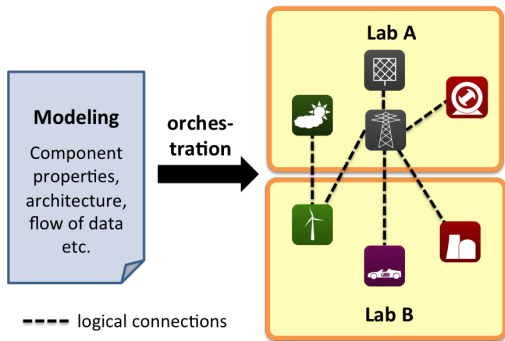 Modeling
Component
properties,
architecture,
flow of data
etc.
orches-
tration
Lab A
Lab B
logical connections